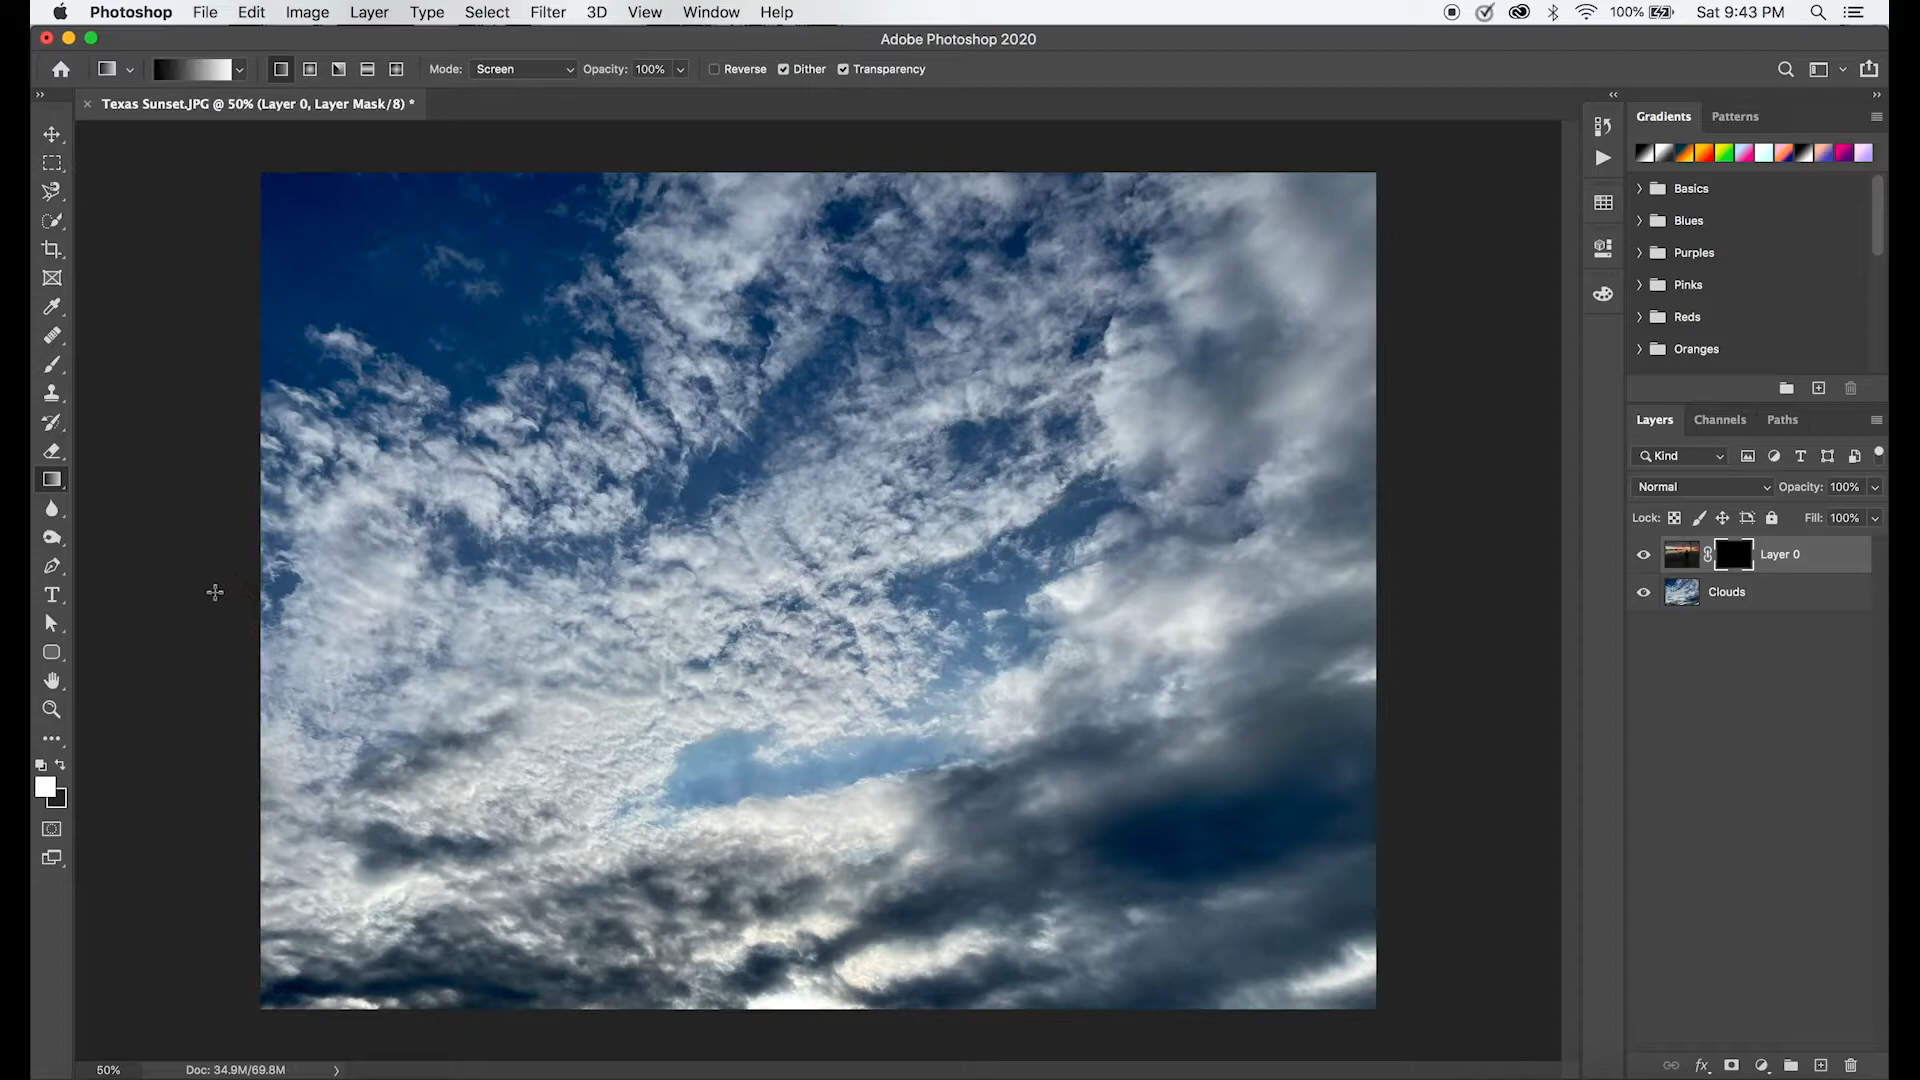 Photoshop File Edit Image Layer Type Select Filter 3D View Window Help 100% Sat 9:43 PM
Adobe Photoshop 2020
Mode: Screen Opacity: 100% Reverse Dither Transparency
Texas Sunset.JPG @ 50% (Layer 0, Layer Mask/8) *
Gradients Patterns
Basics
Blues
Purples
Pinks
Reds
Oranges
Layers Channels Paths
Kind
Normal Opacity: 100%
Lock: Fill: 100%
Layer 0
Clouds
50% Doc: 34.9M/69.8M